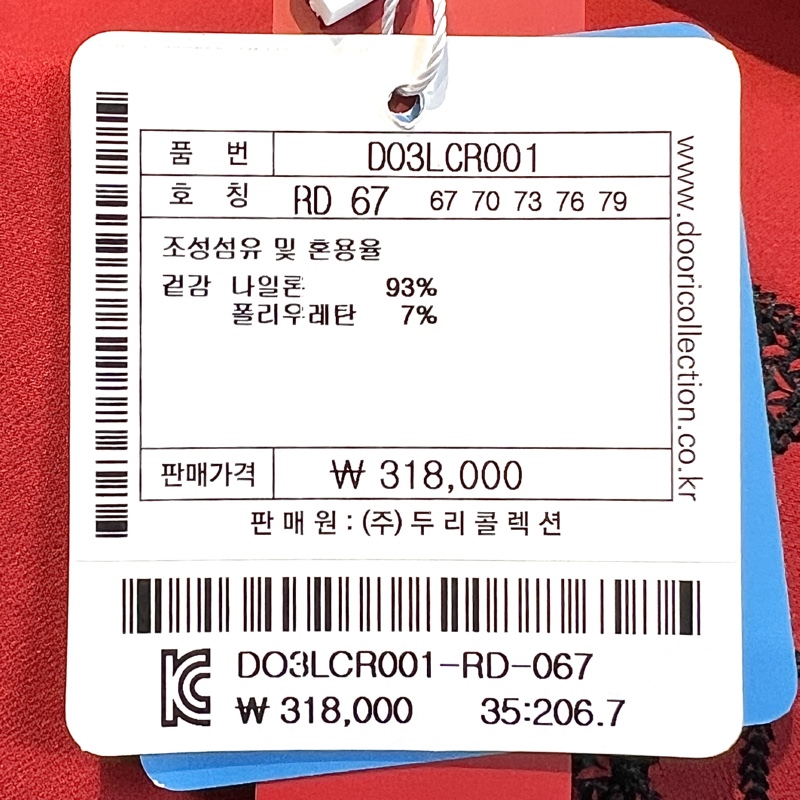 품 번 DO3LCR001
호 칭 RD 67 67 70 73 76 79
조성섬유 및 혼용율
겉감 나일론 93%
폴리우레탄 7%
판매가격 ₩ 318,000
판매원 : (주)두리콜렉션
www.dooricollection.co.kr
DO3LCR001-RD-067
₩ 318,000 35:206.7